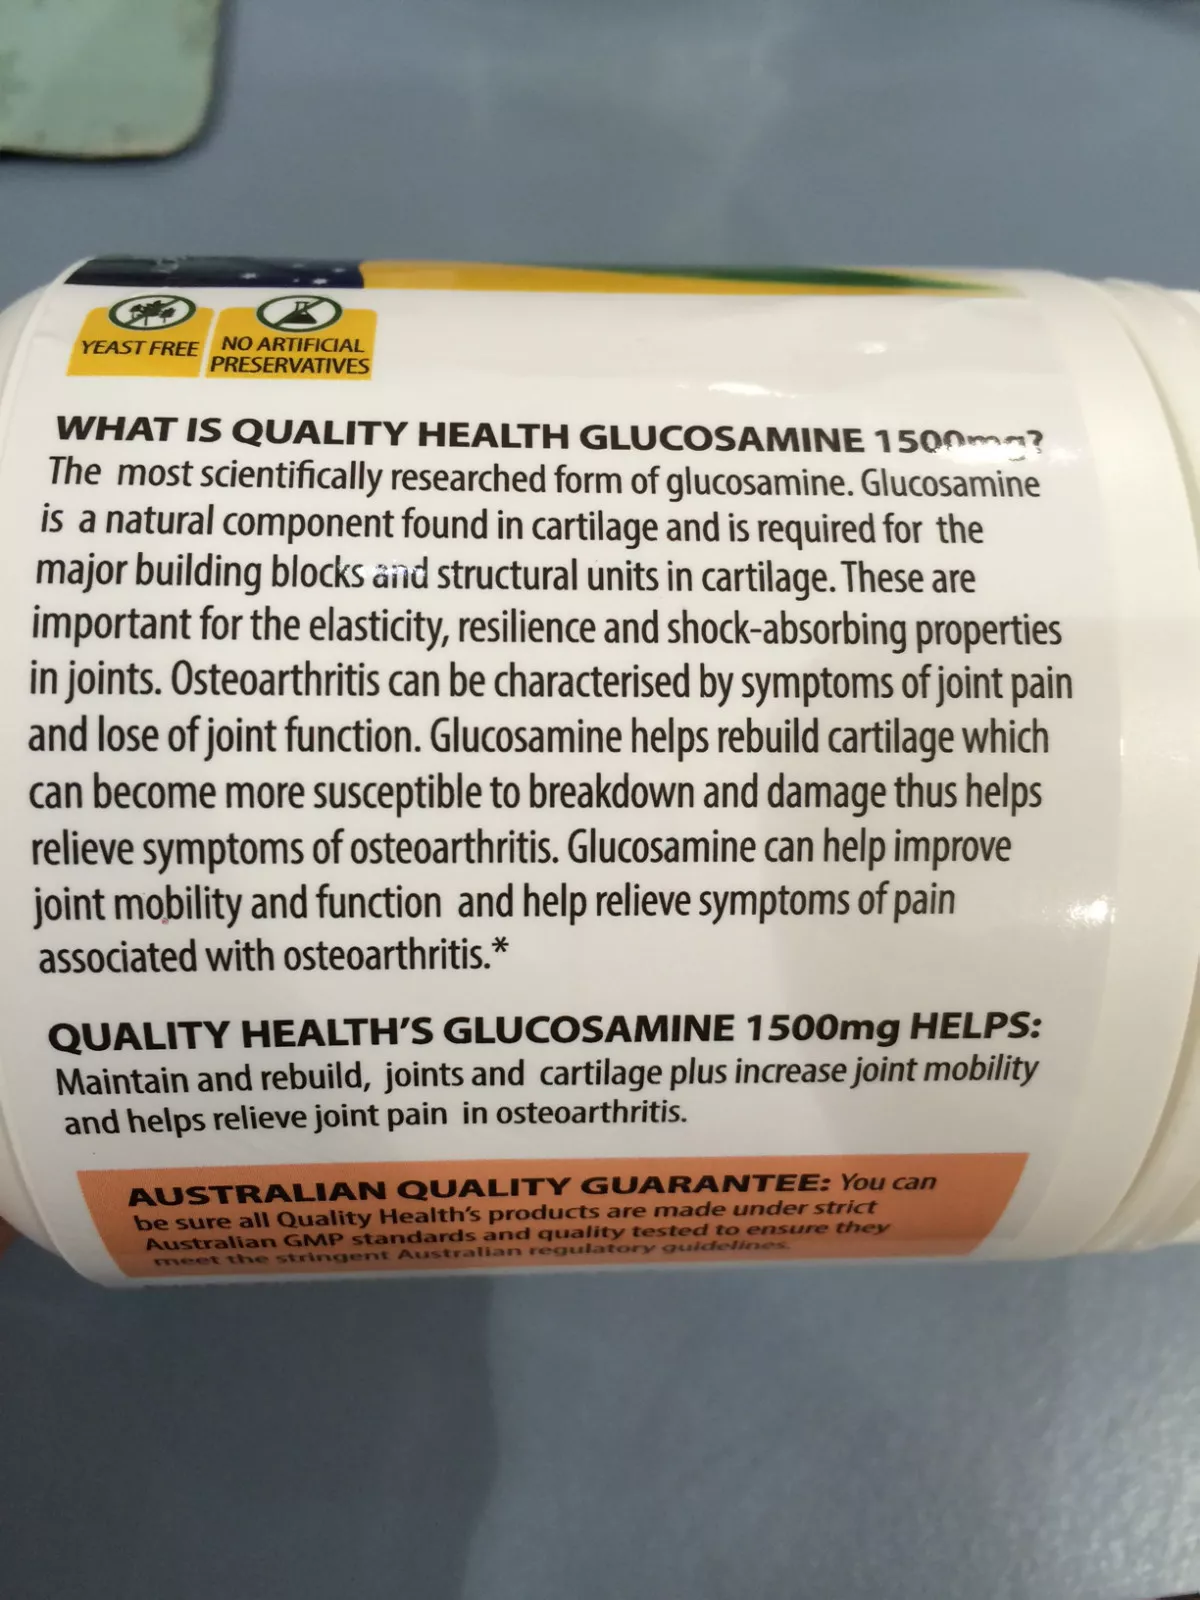 YEAST FREE
NO ARTIFICIAL
PRESERVATIVES
WHAT IS QUALITY HEALTH GLUCOSAMINE 1500mg?
The most scientifically researched form of glucosamine. Glucosamine
is a natural component found in cartilage and is required for the
major building blocks and structural units in cartilage. These are
important for the elasticity, resilience and shock-absorbing properties
in joints. Osteoarthritis can be characterised by symptoms of joint pain
and lose of joint function. Glucosamine helps rebuild cartilage which
can become more susceptible to breakdown and damage thus helps
relieve symptoms of osteoarthritis. Glucosamine can help improve
joint mobility and function and help relieve symptoms of pain
associated with osteoarthritis.*
QUALITY HEALTH'S GLUCOSAMINE 1500mg HELPS:
Maintain and rebuild, joints and cartilage plus increase joint mobility
and helps relieve joint pain in osteoarthritis.
AUSTRALIAN QUALITY GUARANTEE: You can
be sure all Quality Health's products are made under strict
Australian GMP standards and quality tested to ensure they
meet the stringent Australian regulatory guidelines.